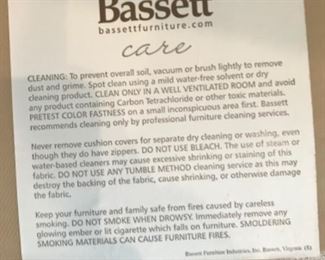 Bassett
bassettfurniture.com
care
CLEANING: To prevent overall soil, vacuum or brush lightly to remove
dust and grime. Spot clean using a mild water-free solvent or dry
cleaning product. CLEAN ONLY IN A WELL VENTILATED ROOM and avoid
any product containing Carbon Tetrachloride or other toxic materials.
PRETEST COLOR FASTNESS on a small inconspicuous area first. Bassett
recommends cleaning only by professional furniture cleaning services.
Never remove cushion covers for separate dry cleaning or washing, even
though they do have zippers. DO NOT USE BLEACH. The use of steam or
water-based cleaners may cause excessive shrinking or staining of this
fabric. DO NOT USE ANY TUMBLE METHOD cleaning service as this may
destroy the backing of the fabric, cause shrinking, or otherwise damage
the fabric.
Keep your furniture and family safe from fires caused by careless
smoking. DO NOT SMOKE WHEN DROWSY. Immediately remove any
glowing ember or lit cigarette which falls on furniture. SMOLDERING
SMOKING MATERIALS CAN CAUSE FURNITURE FIRES.
Bassett Furniture Industries, Inc. Bassett, Virginia (5)